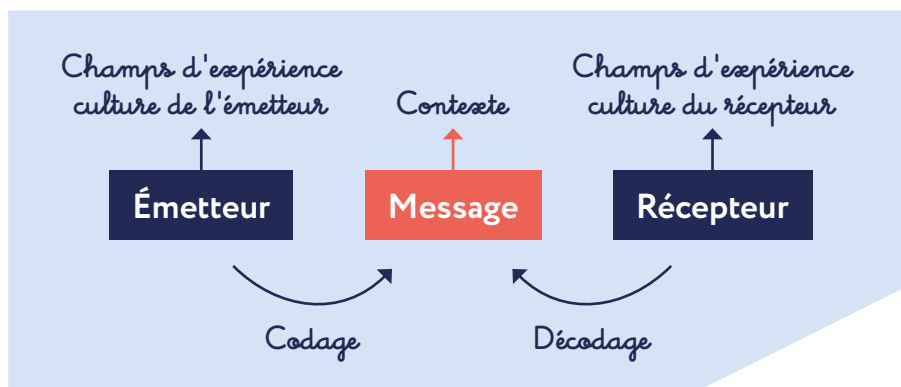 Champs d'expérience
culture de l'émetteur
Contexte
Champs d'expérience
culture du récepteur
Émetteur
Message
Récepteur
Codage
Décodage